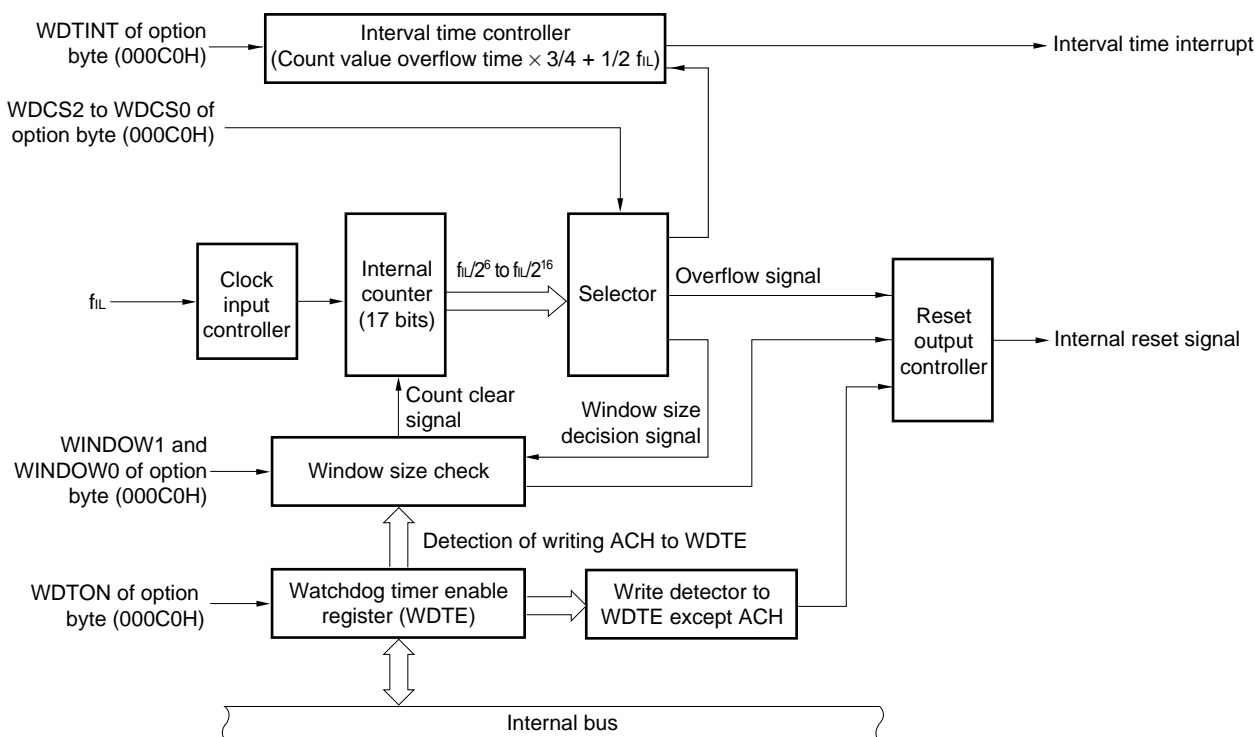 WDTINT of option
byte (000C0H)
Interval time controller
(Count value overflow time × 3/4 + 1/2 fIL)
Interval time interrupt
WDCS2 to WDCS0 of
option byte (000C0H)
Clock
input
controller
fIL
Internal
counter
(17 bits)
fIL/2⁶ to fIL/2¹⁶
Selector
Overflow signal
Reset
output
controller
Internal reset signal
Count clear
signal
Window size
decision signal
WINDOW1 and
WINDOW0 of option
byte (000C0H)
Window size check
Detection of writing ACH to WDTE
WDTON of option
byte (000C0H)
Watchdog timer enable
register (WDTE)
Write detector to
WDTE except ACH
Internal bus